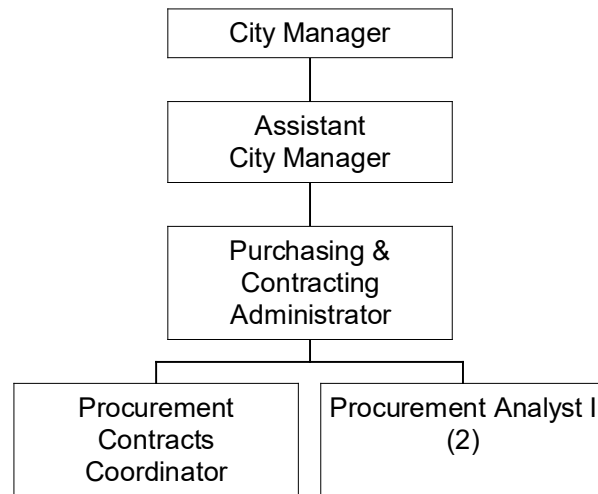 City Manager
Assistant
City Manager
Purchasing &
Contracting
Administrator
Procurement
Contracts
Coordinator
Procurement Analyst I
(2)